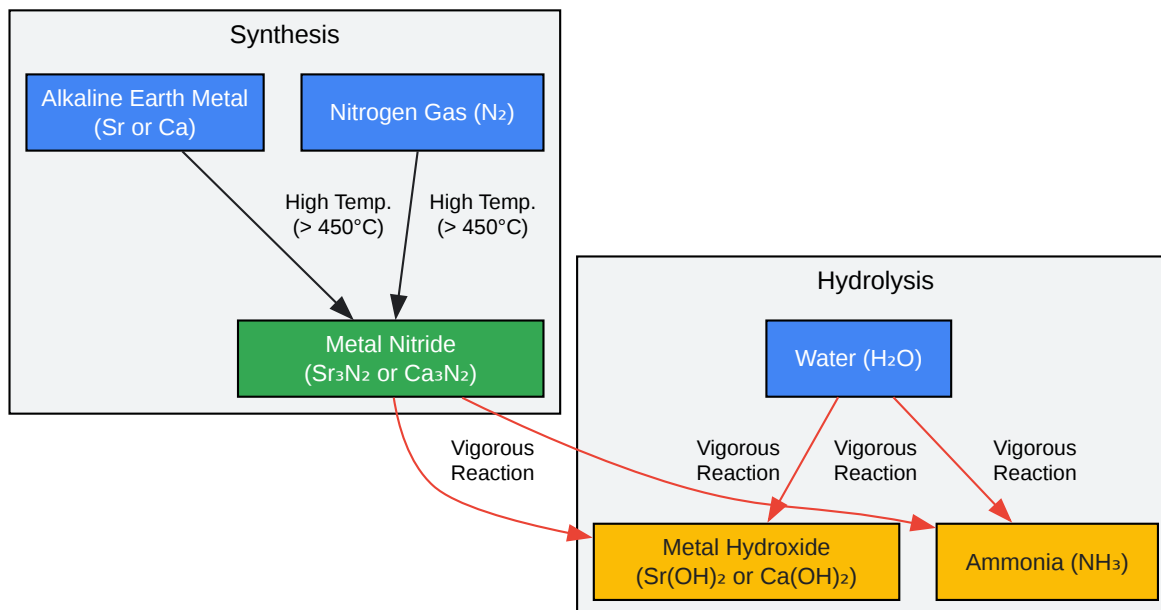 Synthesis
Alkaline Earth Metal
(Sr or Ca)
Nitrogen Gas (N₂)
High Temp.
(> 450°C)
High Temp.
(> 450°C)
Metal Nitride
(Sr₃N₂ or Ca₃N₂)
Hydrolysis
Water (H₂O)
Vigorous
Reaction
Vigorous
Reaction
Vigorous
Reaction
Vigorous
Reaction
Metal Hydroxide
(Sr(OH)₂ or Ca(OH)₂)
Ammonia (NH₃)